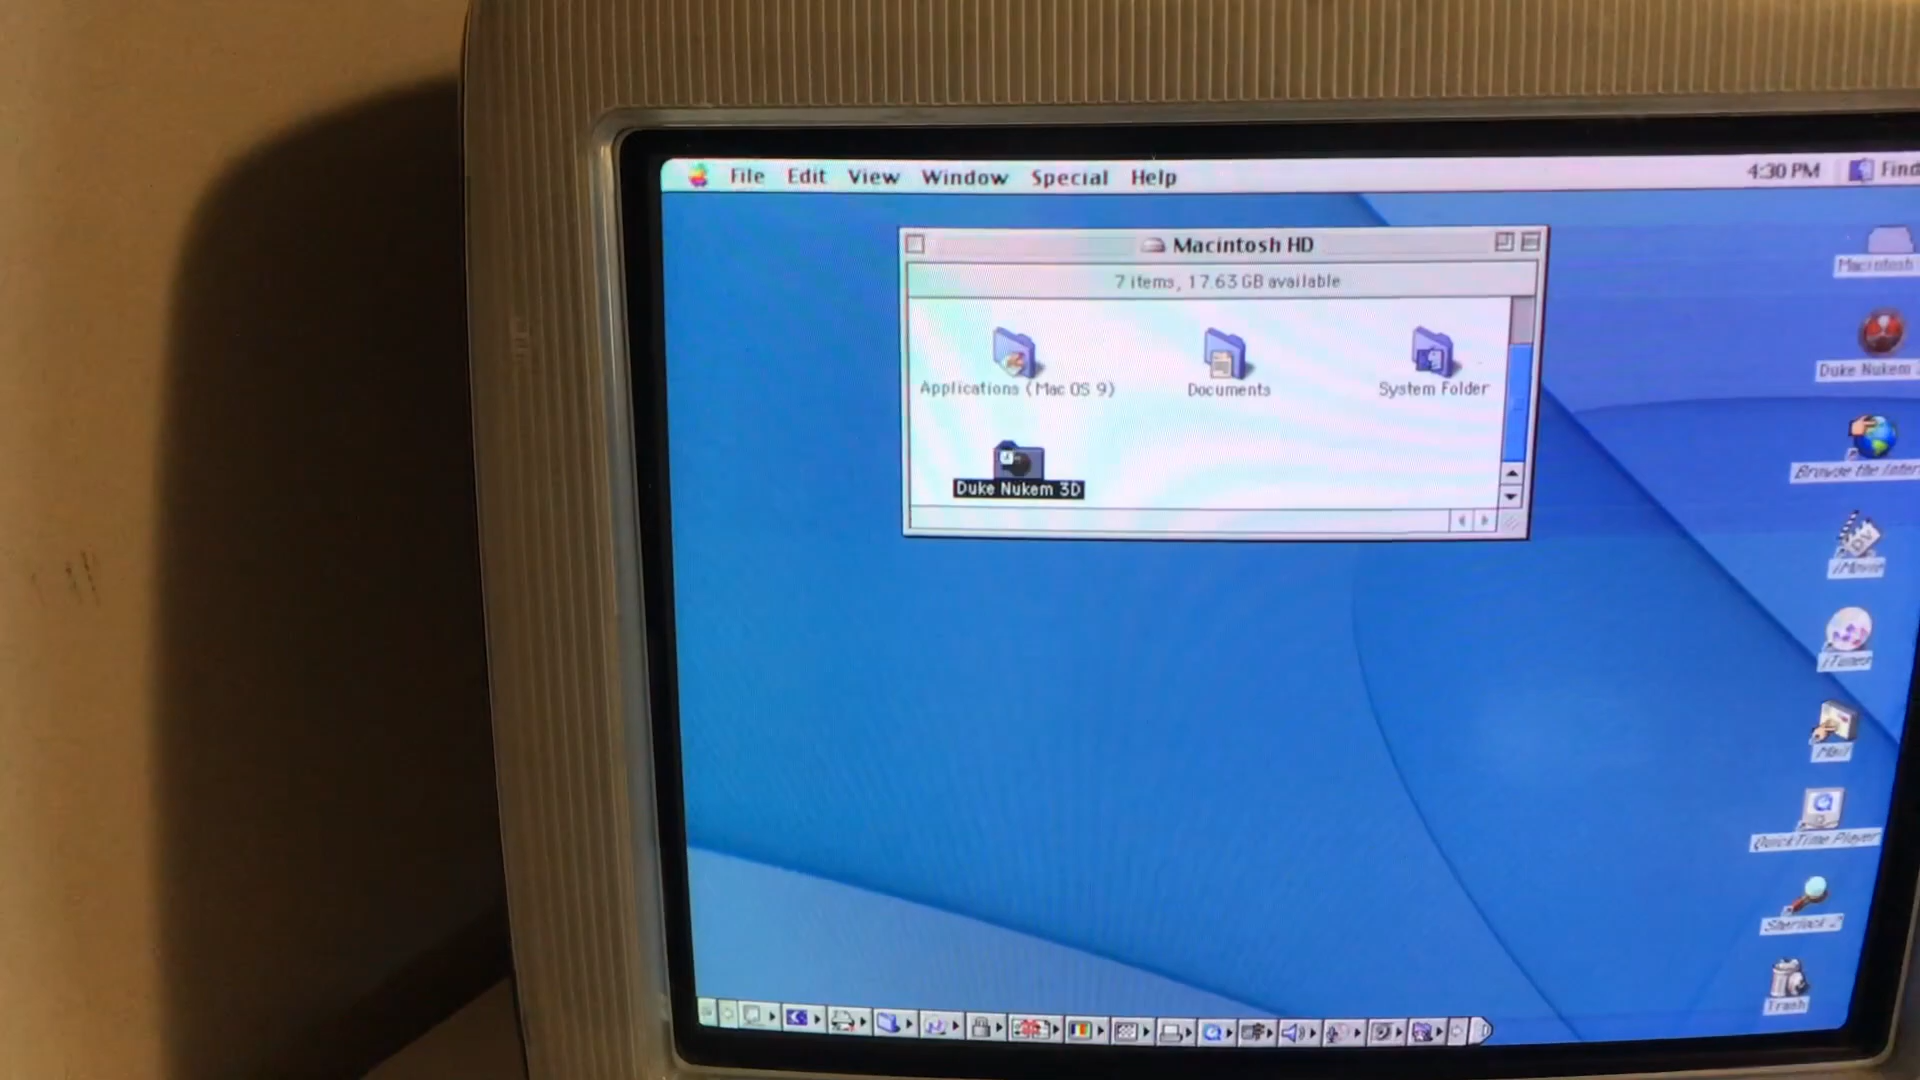 File Edit View Window Special Help 4:30 PM Find
Macintosh HD
7 items, 17.63 GB available
Applications (Mac OS 9) Documents System Folder
Duke Nukem 3D
Macintosh
Duke Nukem
Browse the Inter
iMovie
iTunes
Mail
QuickTime Player
Sherlock 2
Trash